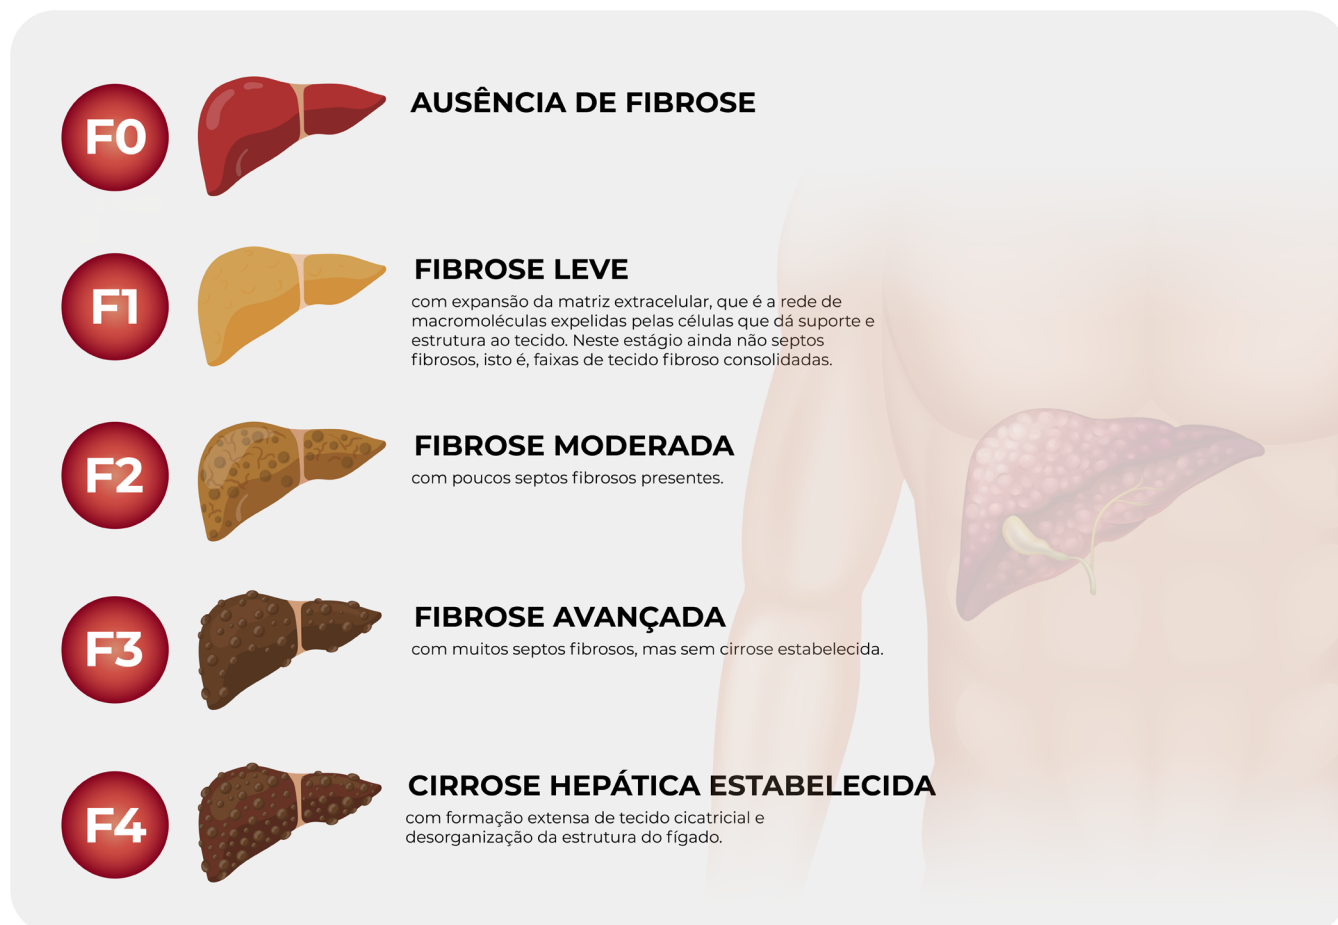 F0
AUSÊNCIA DE FIBROSE
F1
FIBROSE LEVE
com expansão da matriz extracelular, que é a rede de
macromoléculas expelidas pelas células que dá suporte e
estrutura ao tecido. Neste estágio ainda não septos
fibrosos, isto é, faixas de tecido fibroso consolidadas.
F2
FIBROSE MODERADA
com poucos septos fibrosos presentes.
F3
FIBROSE AVANÇADA
com muitos septos fibrosos, mas sem cirrose estabelecida.
F4
CIRROSE HEPÁTICA ESTABELECIDA
com formação extensa de tecido cicatricial e
desorganização da estrutura do fígado.